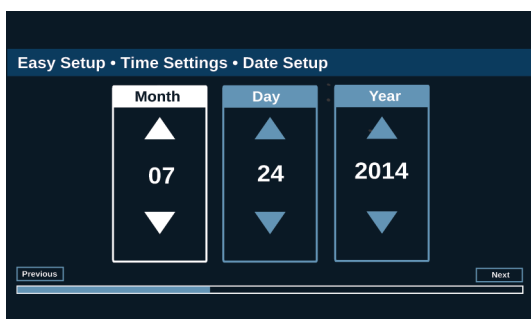 Easy Setup • Time Settings • Date Setup
Month Day Year
07 24 2014
Previous Next